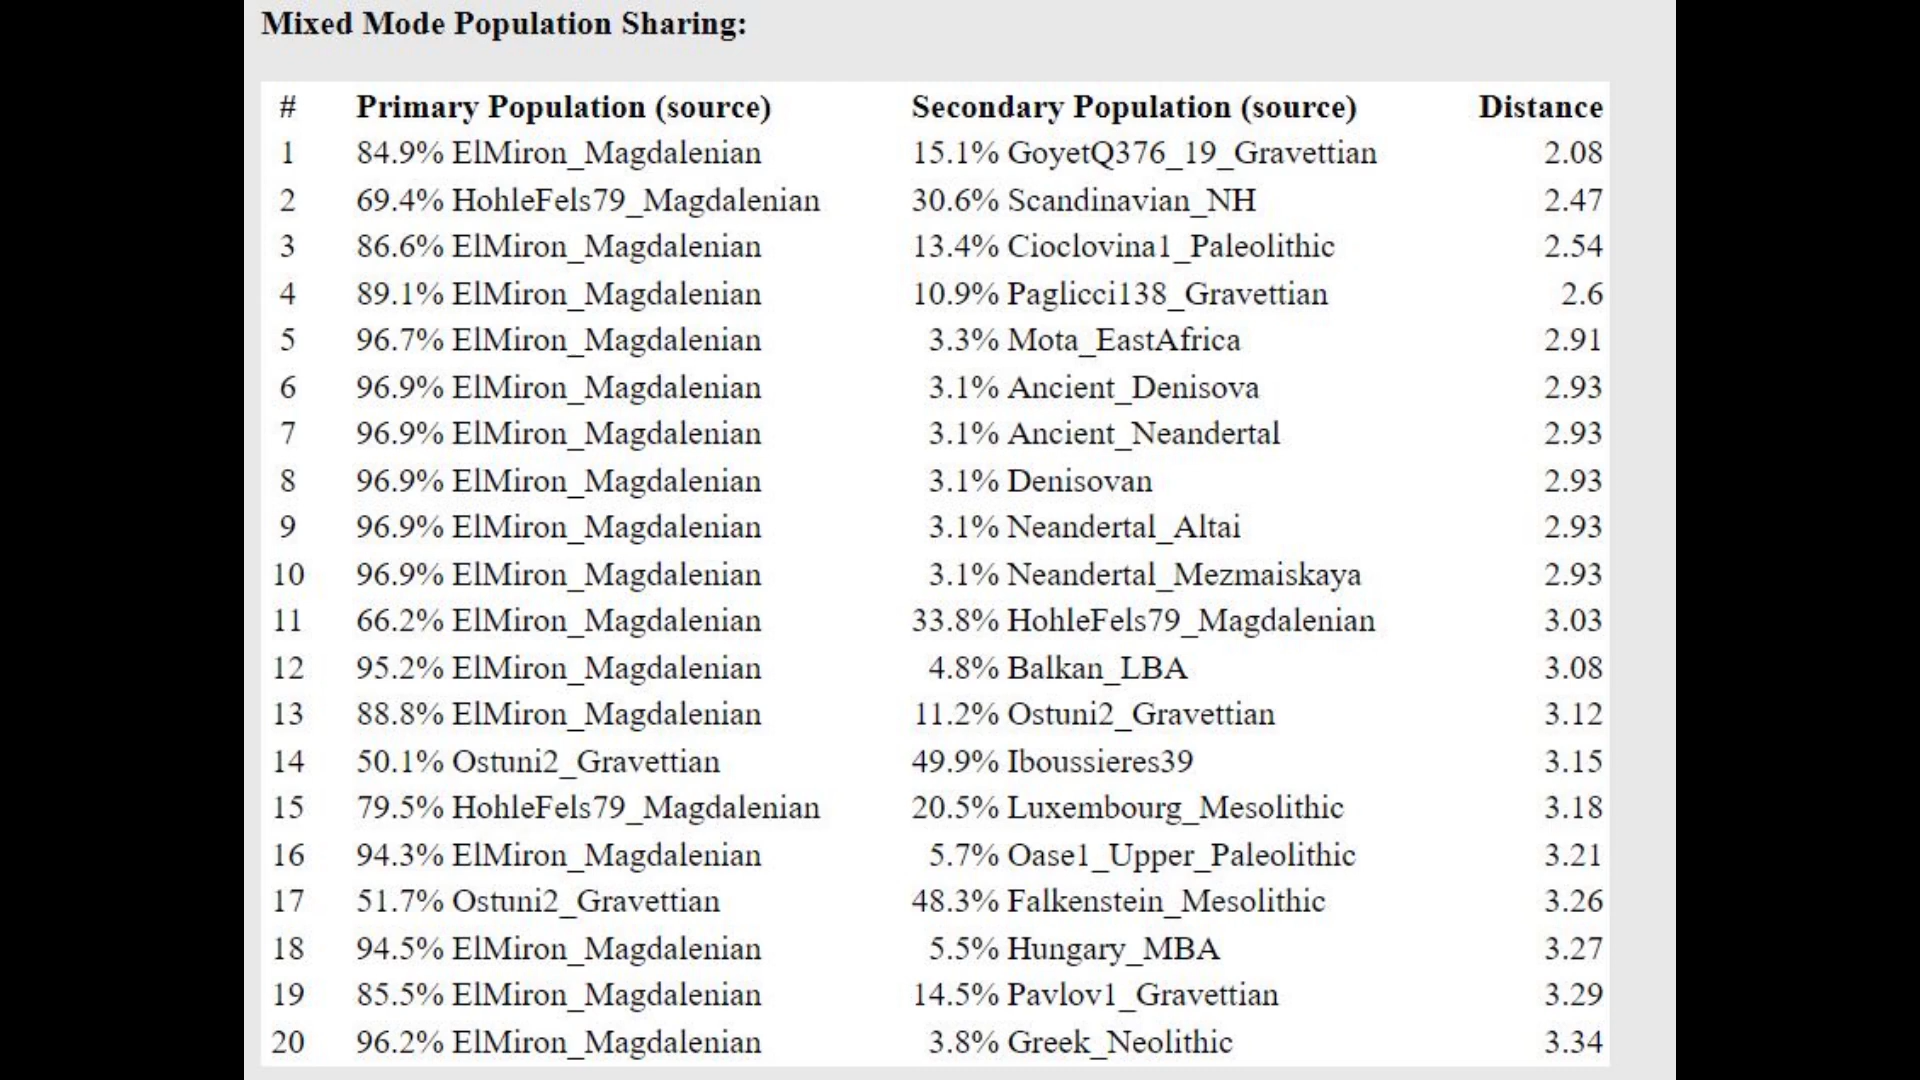 Mixed Mode Population Sharing:
# Primary Population (source) Secondary Population (source) Distance
1 84.9% ElMiron_Magdalenian 15.1% GoyetQ376_19_Gravettian 2.08
2 69.4% HohleFels79_Magdalenian 30.6% Scandinavian_NH 2.47
3 86.6% ElMiron_Magdalenian 13.4% Cioclovina1_Paleolithic 2.54
4 89.1% ElMiron_Magdalenian 10.9% Paglicci138_Gravettian 2.6
5 96.7% ElMiron_Magdalenian 3.3% Mota_EastAfrica 2.91
6 96.9% ElMiron_Magdalenian 3.1% Ancient_Denisova 2.93
7 96.9% ElMiron_Magdalenian 3.1% Ancient_Neandertal 2.93
8 96.9% ElMiron_Magdalenian 3.1% Denisovan 2.93
9 96.9% ElMiron_Magdalenian 3.1% Neandertal_Altai 2.93
10 96.9% ElMiron_Magdalenian 3.1% Neandertal_Mezmaiskaya 2.93
11 66.2% ElMiron_Magdalenian 33.8% HohleFels79_Magdalenian 3.03
12 95.2% ElMiron_Magdalenian 4.8% Balkan_LBA 3.08
13 88.8% ElMiron_Magdalenian 11.2% Ostuni2_Gravettian 3.12
14 50.1% Ostuni2_Gravettian 49.9% Iboussieres39 3.15
15 79.5% HohleFels79_Magdalenian 20.5% Luxembourg_Mesolithic 3.18
16 94.3% ElMiron_Magdalenian 5.7% Oase1_Upper_Paleolithic 3.21
17 51.7% Ostuni2_Gravettian 48.3% Falkenstein_Mesolithic 3.26
18 94.5% ElMiron_Magdalenian 5.5% Hungary_MBA 3.27
19 85.5% ElMiron_Magdalenian 14.5% Pavlov1_Gravettian 3.29
20 96.2% ElMiron_Magdalenian 3.8% Greek_Neolithic 3.34